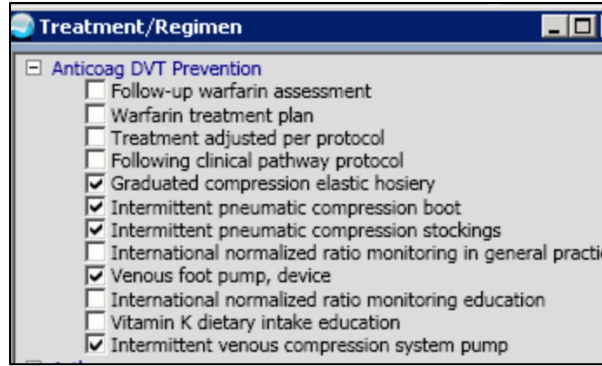 Treatment/Regimen
Anticoag DVT Prevention
Follow-up warfarin assessment
Warfarin treatment plan
Treatment adjusted per protocol
Following clinical pathway protocol
Graduated compression elastic hosiery
Intermittent pneumatic compression boot
Intermittent pneumatic compression stockings
International normalized ratio monitoring in general practi
Venous foot pump, device
International normalized ratio monitoring education
Vitamin K dietary intake education
Intermittent venous compression system pump